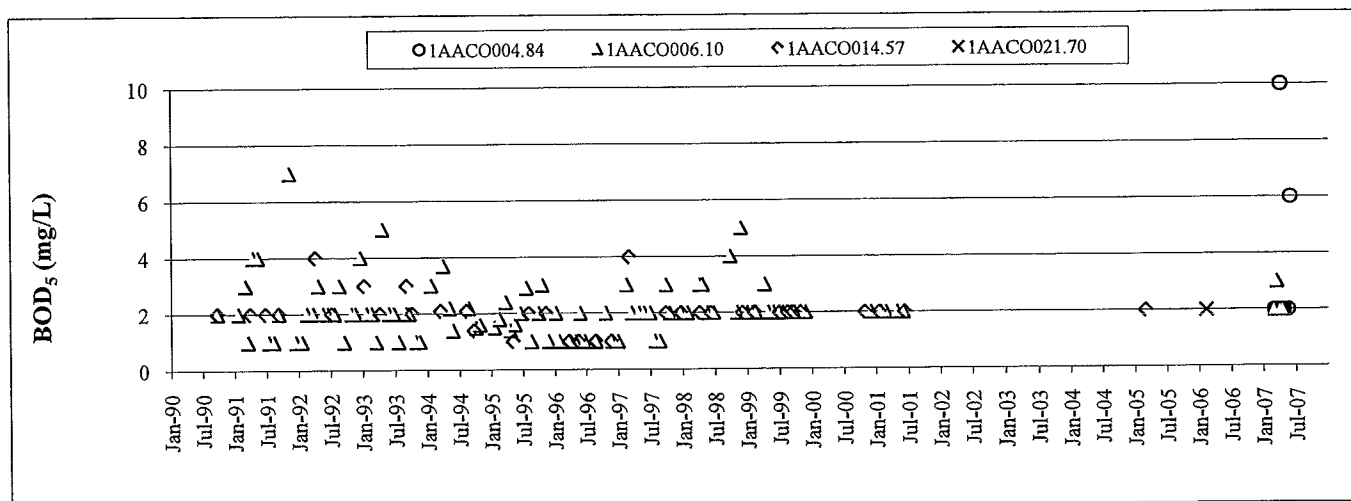 1AACO004.84 1AACO006.10 1AACO014.57 1AACO021.70
10
8
6
4
2
0
BOD5 (mg/L)
Jan-90 Jul-90 Jan-91 Jul-91 Jan-92 Jul-92 Jan-93 Jul-93 Jan-94 Jul-94 Jan-95 Jul-95 Jan-96 Jul-96 Jan-97 Jul-97 Jan-98 Jul-98 Jan-99 Jul-99 Jan-00 Jul-00 Jan-01 Jul-01 Jan-02 Jul-02 Jan-03 Jul-03 Jan-04 Jul-04 Jan-05 Jul-05 Jan-06 Jul-06 Jan-07 Jul-07